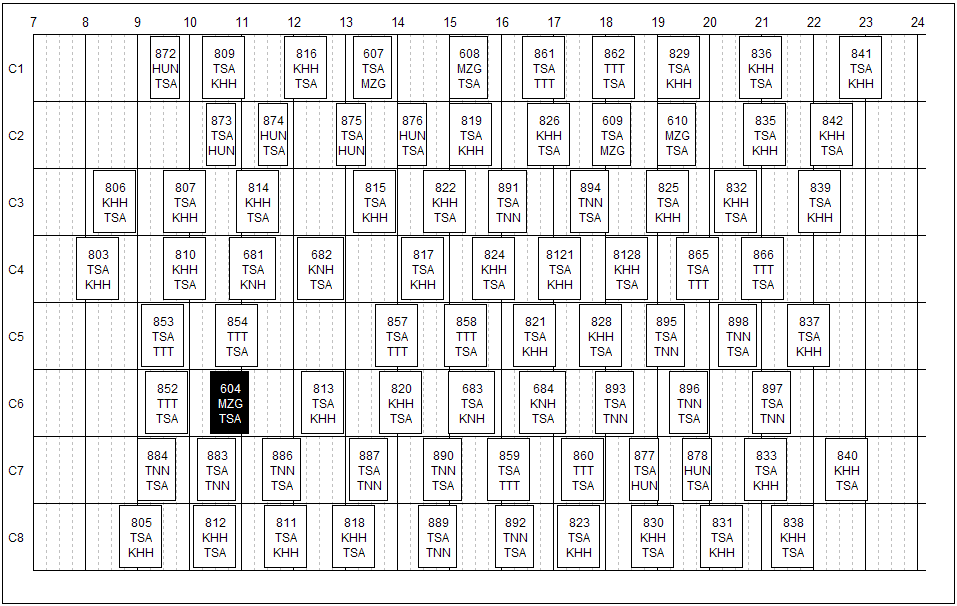 7 8 9 10 11 12 13 14 15 16 17 18 19 20 21 22 23 24
872 809 816 607 608 861 862 829 836 841
C1 HUN TSA KHH TSA MZG TSA TTT TSA KHH TSA
TSA KHH TSA MZG TSA TTT TSA KHH TSA KHH
873 874 875 876 819 826 609 610 835 842
C2 TSA HUN TSA HUN TSA KHH TSA MZG TSA KHH
HUN TSA HUN TSA KHH TSA MZG TSA KHH TSA
806 807 814 815 822 891 894 825 832 839
C3 KHH TSA KHH TSA KHH TSA TNN TSA KHH TSA
TSA KHH TSA KHH TSA TNN TSA KHH TSA KHH
803 810 681 682 817 824 8121 8128 865 866
C4 TSA KHH TSA KNH TSA KHH TSA KHH TSA TTT
KHH TSA KNH TSA KHH TSA KHH TSA TTT TSA
853 854 857 858 821 828 895 898 837
C5 TSA TTT TSA TTT TSA KHH TSA TNN TSA
TTT TSA TTT TSA KHH TSA TNN TSA KHH
852 604 813 820 683 684 893 896 897
C6 TTT MZG TSA KHH TSA KNH TSA TNN TSA
TSA TSA KHH TSA KNH TSA TNN TSA TNN
884 883 886 887 890 859 860 877 878 833 840
C7 TNN TSA TNN TSA TNN TSA TTT TSA HUN TSA KHH
TSA TNN TSA TNN TSA TTT TSA HUN TSA KHH TSA
805 812 811 818 889 892 823 830 831 838
C8 TSA KHH TSA KHH TSA TNN TSA KHH TSA KHH
KHH TSA KHH TSA TNN TSA KHH TSA KHH TSA